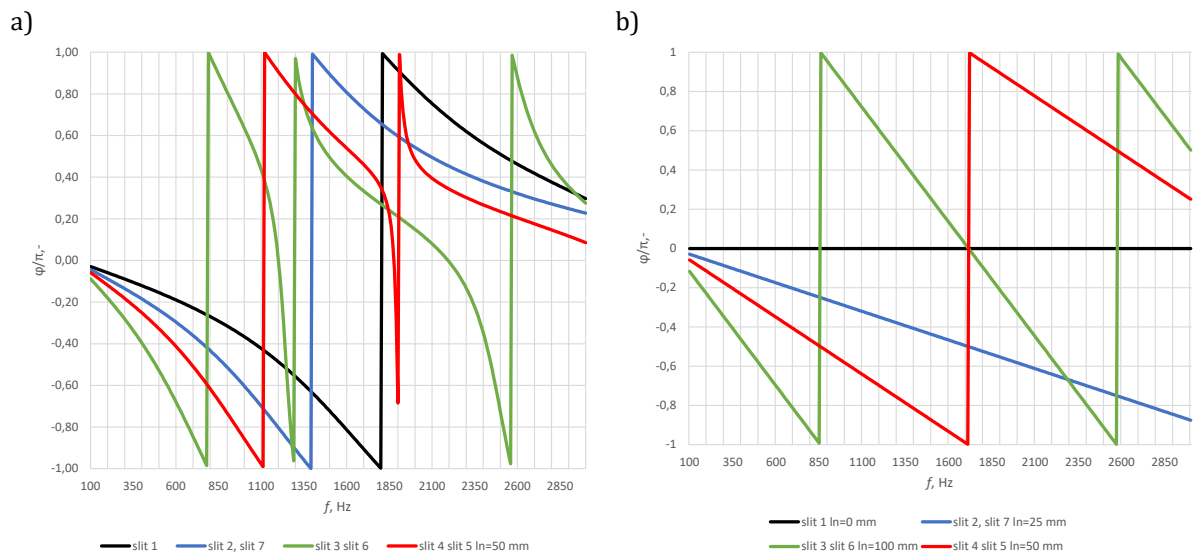 a)
b)
1,00
0,80
0,60
0,40
0,20
0,00
-0,20
-0,40
-0,60
-0,80
-1,00
φ/π,-
100 350 600 850 1100 1350 1600 1850 2100 2350 2600 2850
f, Hz
slit 1 slit 2, slit 7 slit 3 slit 6 slit 4 slit 5 ln=50 mm
1
0,8
0,6
0,4
0,2
0
-0,2
-0,4
-0,6
-0,8
-1
φ/π,-
100 350 600 850 1100 1350 1600 1850 2100 2350 2600 2850
f, Hz
slit 1 ln=0 mm slit 2, slit 7 ln=25 mm
slit 3 slit 6 ln=100 mm slit 4 slit 5 ln=50 mm